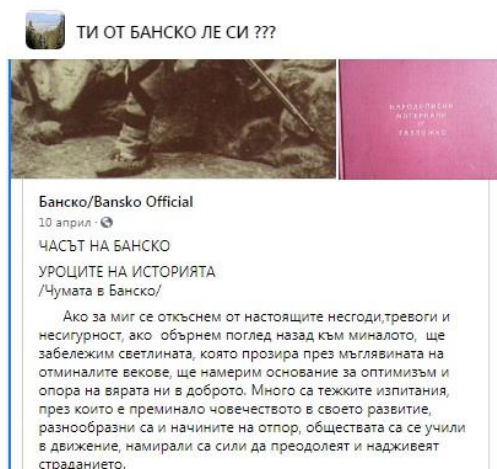 ТИ ОТ БАНСКО ЛЕ СИ ???
НАРОДОПИСНИ
МАТЕРИАЛИ
ОТ
РАЗЛОЖКО
Банско/Bansko Official
10 април ·
ЧАСЪТ НА БАНСКО
УРОЦИТЕ НА ИСТОРИЯТА
/Чумата в Банско/
Ако за миг се откъснем от настоящите несгоди,тревоги и
несигурност, ако обърнем поглед назад към миналото, ще
забележим светлината, която прозира през мъглявината на
отминалите векове, ще намерим основание за оптимизъм и
опора на вярата ни в доброто. Много са тежките изпитания,
през които е преминало човечеството в своето развитие,
разнообразни са и начините на отпор, обществата са се учили
в движение, намирали са сили да преодолеят и надживеят
страданието.